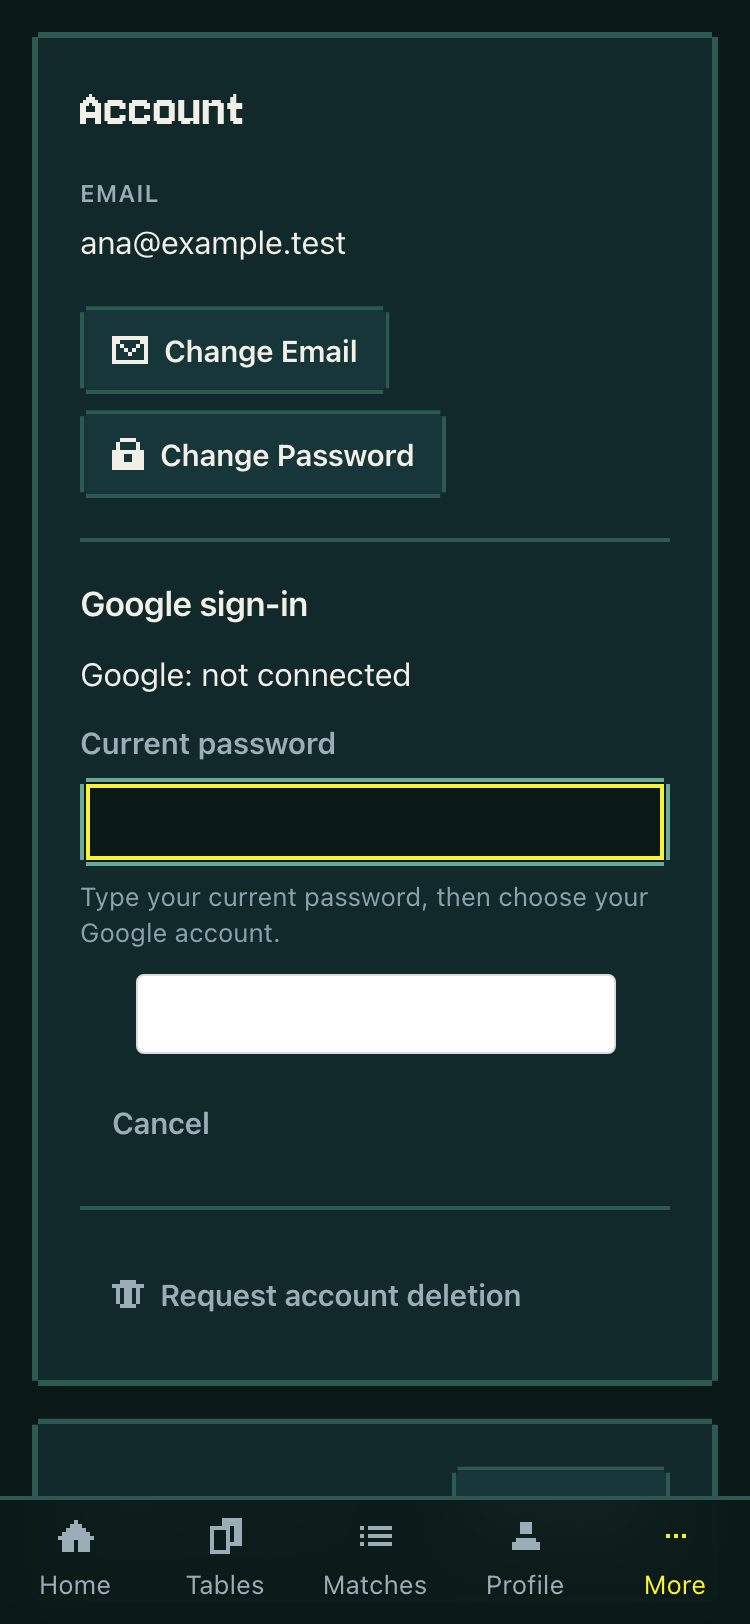 Account
EMAIL
ana@example.test
Change Email
Change Password
Google sign-in
Google: not connected
Current password
Type your current password, then choose your
Google account.
Cancel
Request account deletion
Home
Tables
Matches
Profile
More